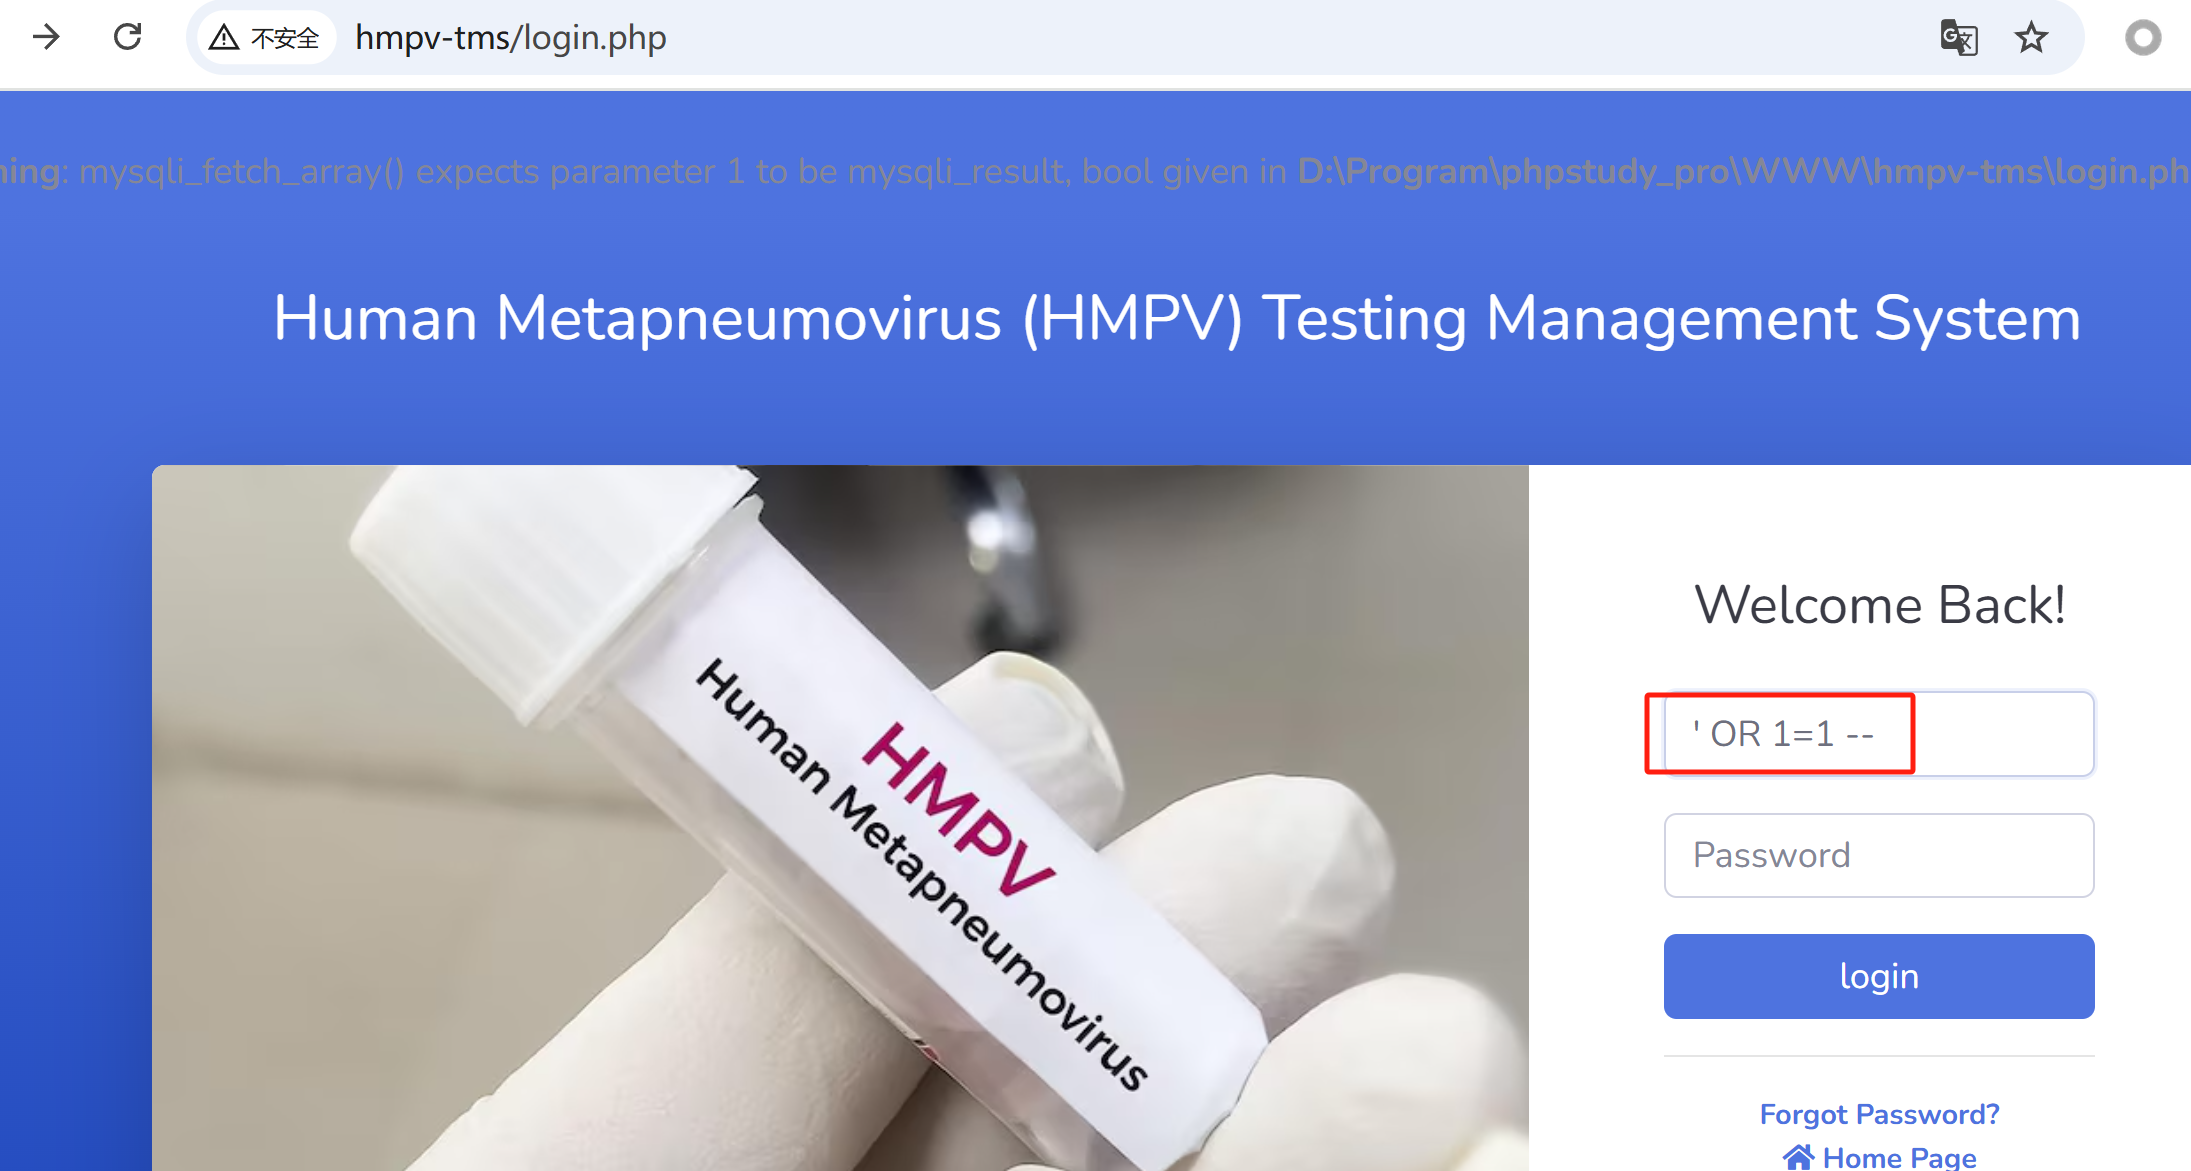 不安全 hmpv-tms/login.php
ning: mysqli_fetch_array() expects parameter 1 to be mysqli_result, bool given in D:\Program\phpstudy_pro\WWW\hmpv-tms\login.ph
Human Metapneumovirus (HMPV) Testing Management System
HMPV
Human Metapneumovirus
Welcome Back!
' OR 1=1 --
Password
login
Forgot Password?
Home Page